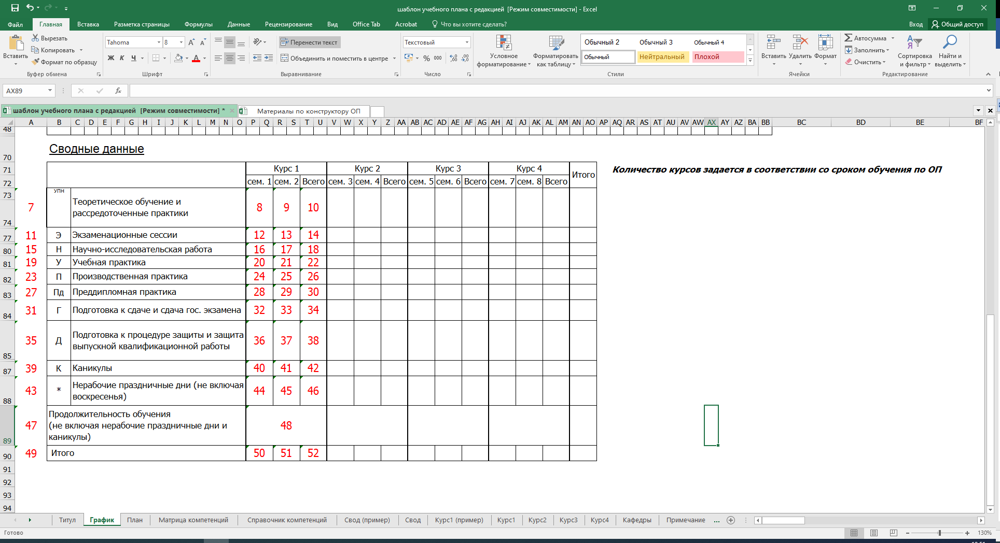 шаблон учебного плана с редакцией [Режим совместимости] - Excel
Файл Главная Вставка Разметка страницы Формулы Данные Рецензирование Вид Office Tab Acrobat Что вы хотите сделать? Вход Общий доступ
Вставить
Вырезать
Копировать
Формат по образцу
Буфер обмена
Tahoma 8
Ж К Ч
Шрифт
Перенести текст
Объединить и поместить в центре
Выравнивание
Текстовый
% 000
Число
Условное форматирование
Форматировать как таблицу
Обычный 2 Обычный 3 Обычный 4
Обычный Нейтральный Плохой
Стили
Вставить Удалить Формат
Ячейки
Автосумма
Заполнить
Очистить
Сортировка и фильтр
Найти и выделить
Редактирование
AX89 fx
шаблон учебного плана с редакцией [Режим совместимости] * Материалы по конструктору ОП
A B C D E F G H I J K L M N O P Q R S T U V W X Y Z AA AB AC AD AE AF AG AH AI AJ AK AL AM AN AO AP AQ AR AS AT AU AV AW AX AY AZ BA BB BC BD BE BF
48
70 Сводные данные
71 Курс 1 Курс 2 Курс 3 Курс 4 Итого Количество курсов задается в соответствии со сроком обучения по ОП
72 сем. 1 сем. 2 Всего сем. 3 сем. 4 Всего сем. 5 сем. 6 Всего сем. 7 сем. 8 Всего
73 УПН
74 7 Теоретическое обучение и рассредоточенные практики 8 9 10
77 11 Э Экзаменационные сессии 12 13 14
80 15 Н Научно-исследовательская работа 16 17 18
81 19 У Учебная практика 20 21 22
82 23 П Производственная практика 24 25 26
83 27 Пд Преддипломная практика 28 29 30
84 31 Г Подготовка к сдаче и сдача гос. экзамена 32 33 34
85 35 Д Подготовка к процедуре защиты и защита выпускной квалификационной работы 36 37 38
87 39 К Каникулы 40 41 42
88 43 * Нерабочие праздничные дни (не включая воскресенья) 44 45 46
89 47 Продолжительность обучения (не включая нерабочие праздничные дни и каникулы) 48
90 49 Итого 50 51 52
91
92
93
94
Титул График План Матрица компетенций Справочник компетенций Свод (пример) Свод Курс1 (пример) Курс1 Курс2 Курс3 Курс4 Кафедры Примечание ...
Готово 130%